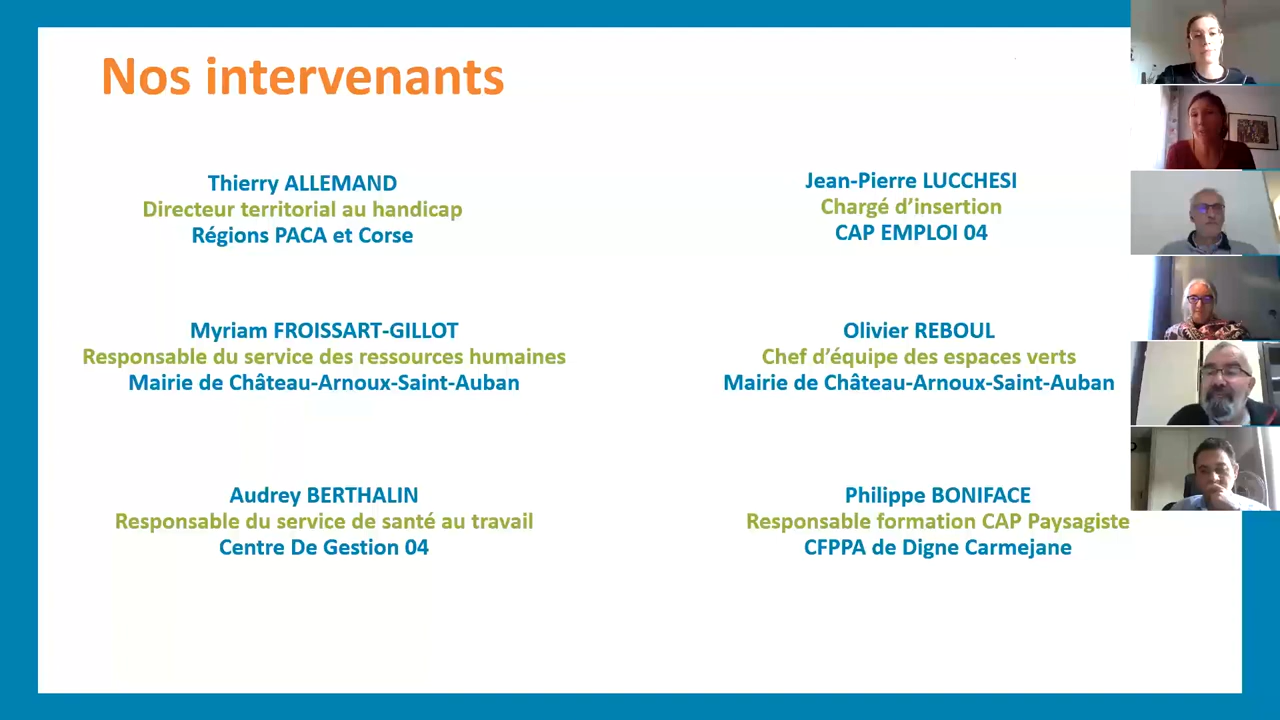 Nos intervenants
Thierry ALLEMAND
Directeur territorial au handicap
Régions PACA et Corse
Jean-Pierre LUCCHESI
Chargé d’insertion
CAP EMPLOI 04
Myriam FROISSART-GILLOT
Responsable du service des ressources humaines
Mairie de Château-Arnoux-Saint-Auban
Olivier REBOUL
Chef d’équipe des espaces verts
Mairie de Château-Arnoux-Saint-Auban
Audrey BERTHALIN
Responsable du service de santé au travail
Centre De Gestion 04
Philippe BONIFACE
Responsable formation CAP Paysagiste
CFPPA de Digne Carmejane